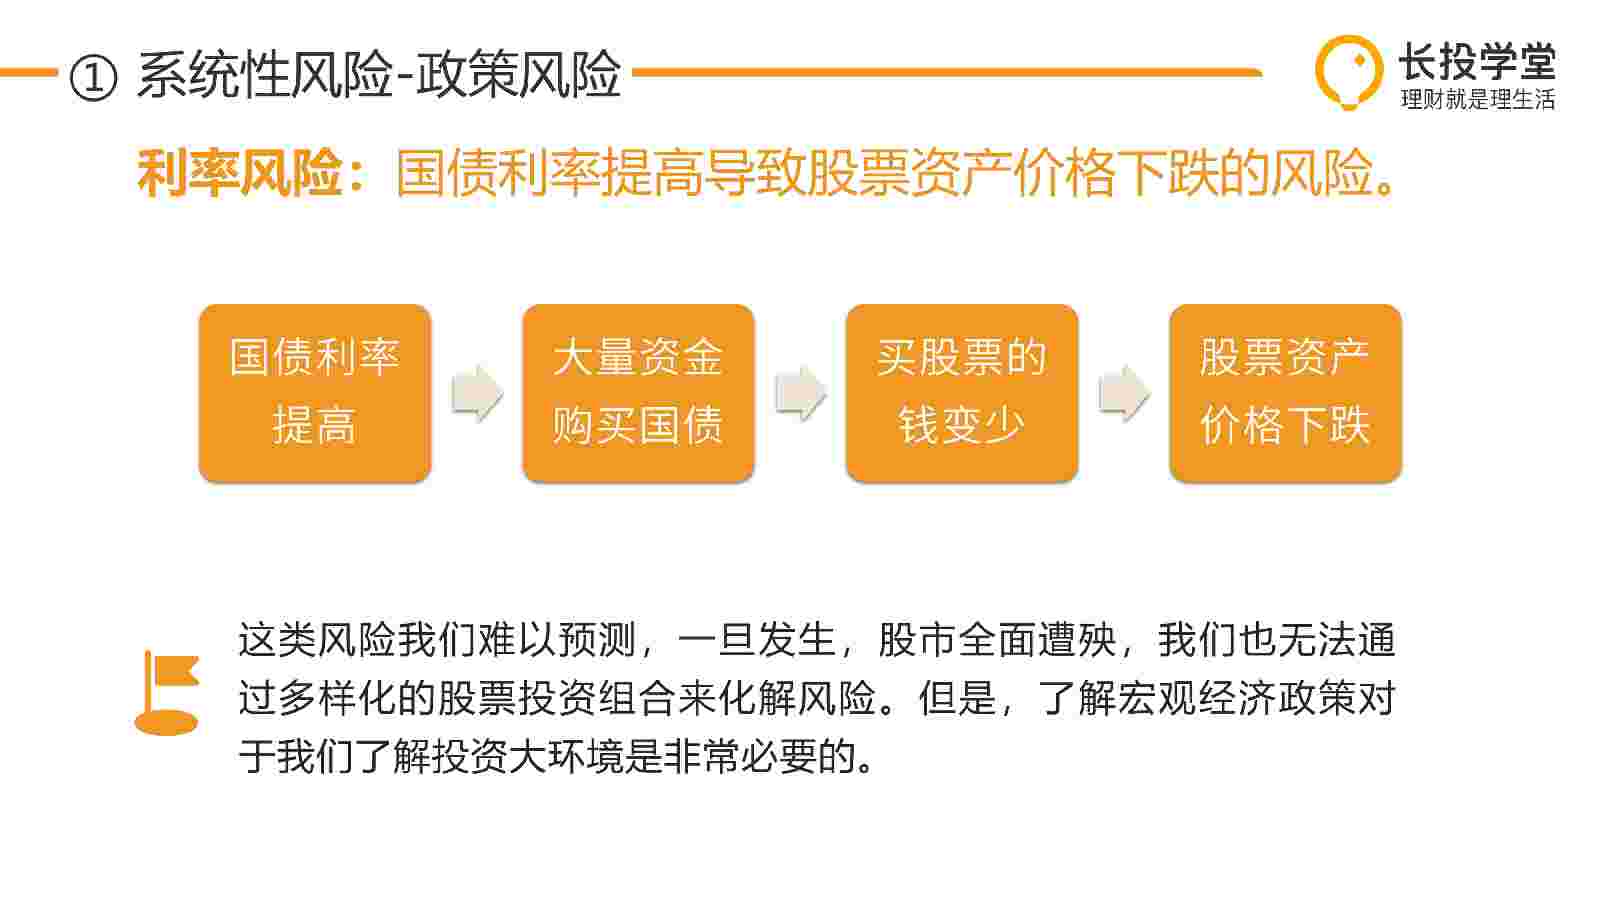 ① 系统性风险-政策风险
长投学堂
理财就是理生活
利率风险：国债利率提高导致股票资产价格下跌的风险。
国债利率
提高
大量资金
购买国债
买股票的
钱变少
股票资产
价格下跌
这类风险我们难以预测，一旦发生，股市全面遭殃，我们也无法通
过多样化的股票投资组合来化解风险。但是，了解宏观经济政策对
于我们了解投资大环境是非常必要的。